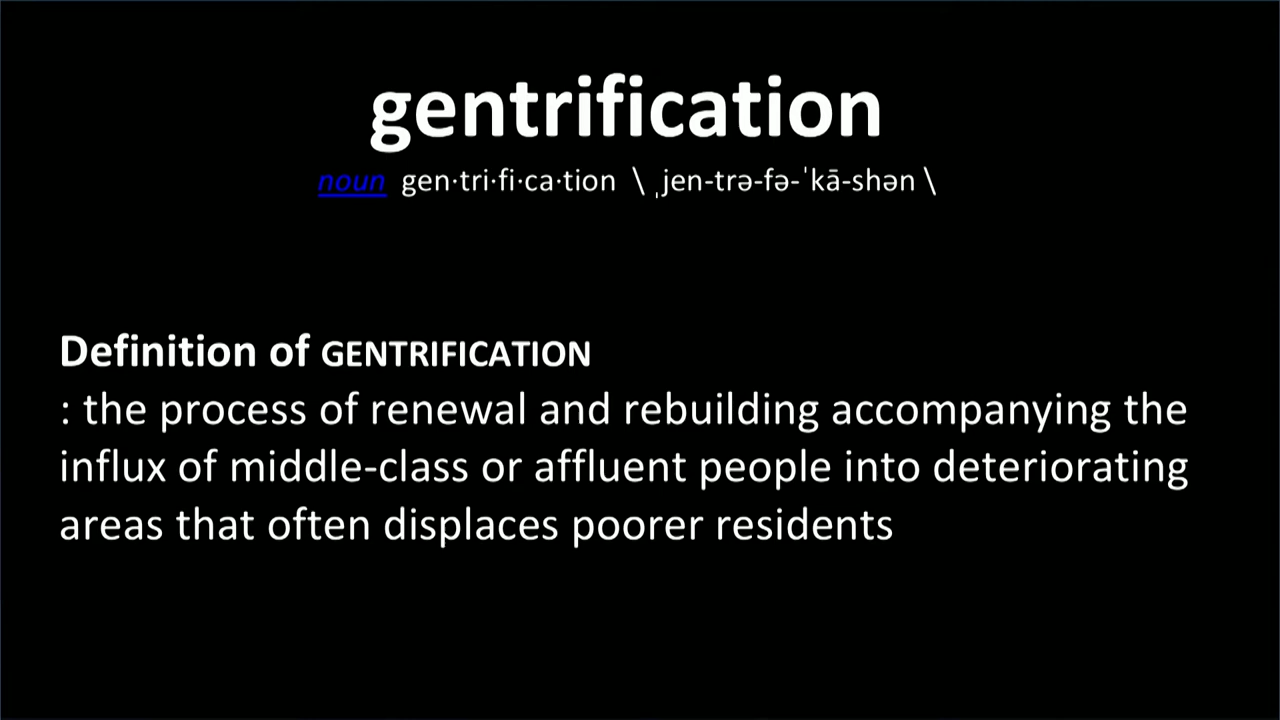 gentrification
noun gen·tri·fi·ca·tion \ ˌjen-trə-fə-ˈkā-shən \
Definition of GENTRIFICATION
: the process of renewal and rebuilding accompanying the
influx of middle-class or affluent people into deteriorating
areas that often displaces poorer residents